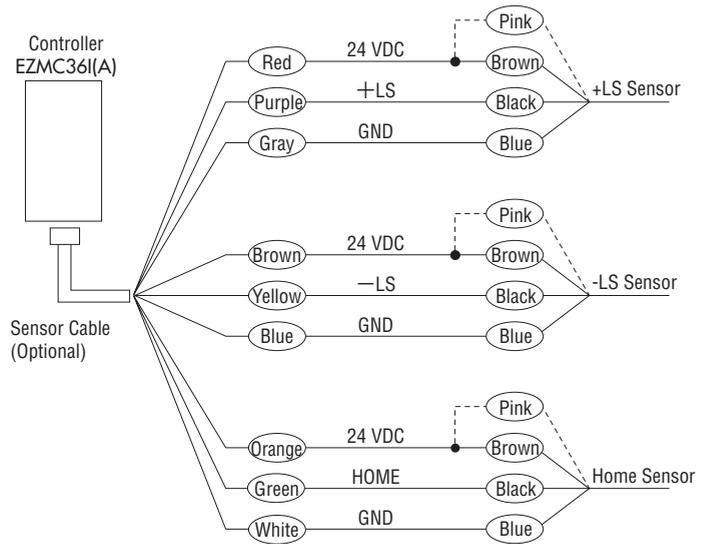 Controller
EZMC36I(A)
Sensor Cable
(Optional)
Pink
Red 24 VDC Brown
Purple +LS Black +LS Sensor
Gray GND Blue
Pink
Brown 24 VDC Brown
Yellow −LS Black -LS Sensor
Blue GND Blue
Pink
Orange 24 VDC Brown
Green HOME Black Home Sensor
White GND Blue